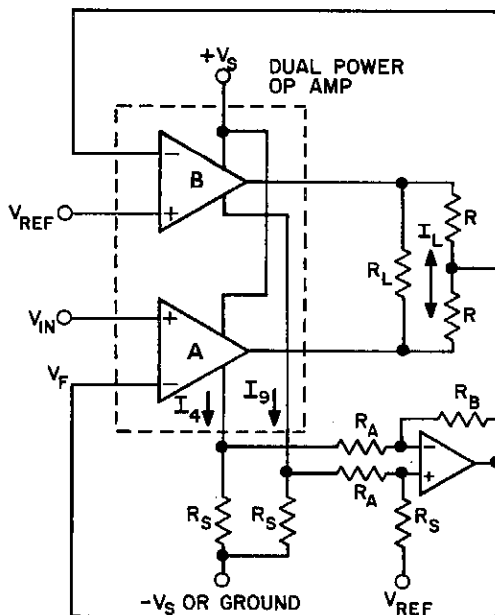 +VS
DUAL POWER
OP AMP
−
B
+
VREF
R
IL
RL
R
VIN
+
A
−
VF
I4
I9
RB
RA
−
+
RA
RS
RS
RS
−VS OR GROUND
VREF